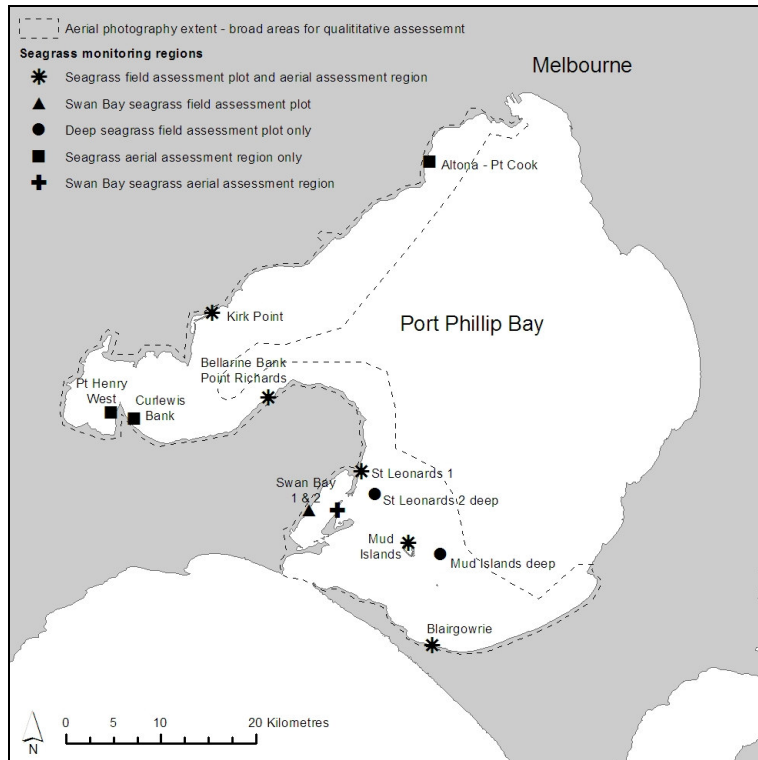 Aerial photography extent - broad areas for qualititative assessemnt
Seagrass monitoring regions
Seagrass field assessment plot and aerial assessment region
Swan Bay seagrass field assessment plot
Deep seagrass field assessment plot only
Seagrass aerial assessment region only
Swan Bay seagrass aerial assessment region
Melbourne
Altona - Pt Cook
Kirk Point
Port Phillip Bay
Bellarine Bank
Point Richards
Pt Henry
West
Curlewis
Bank
St Leonards 1
Swan Bay
1 & 2
St Leonards 2 deep
Mud
Islands
Mud Islands deep
Blairgowrie
0 5 10 20 Kilometres
N